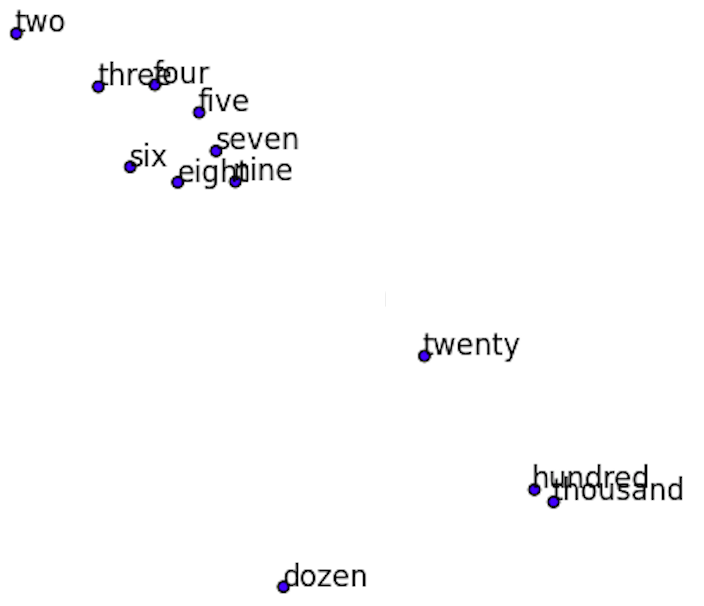 two
three
four
five
seven
six
eight
nine
twenty
hundred
thousand
dozen